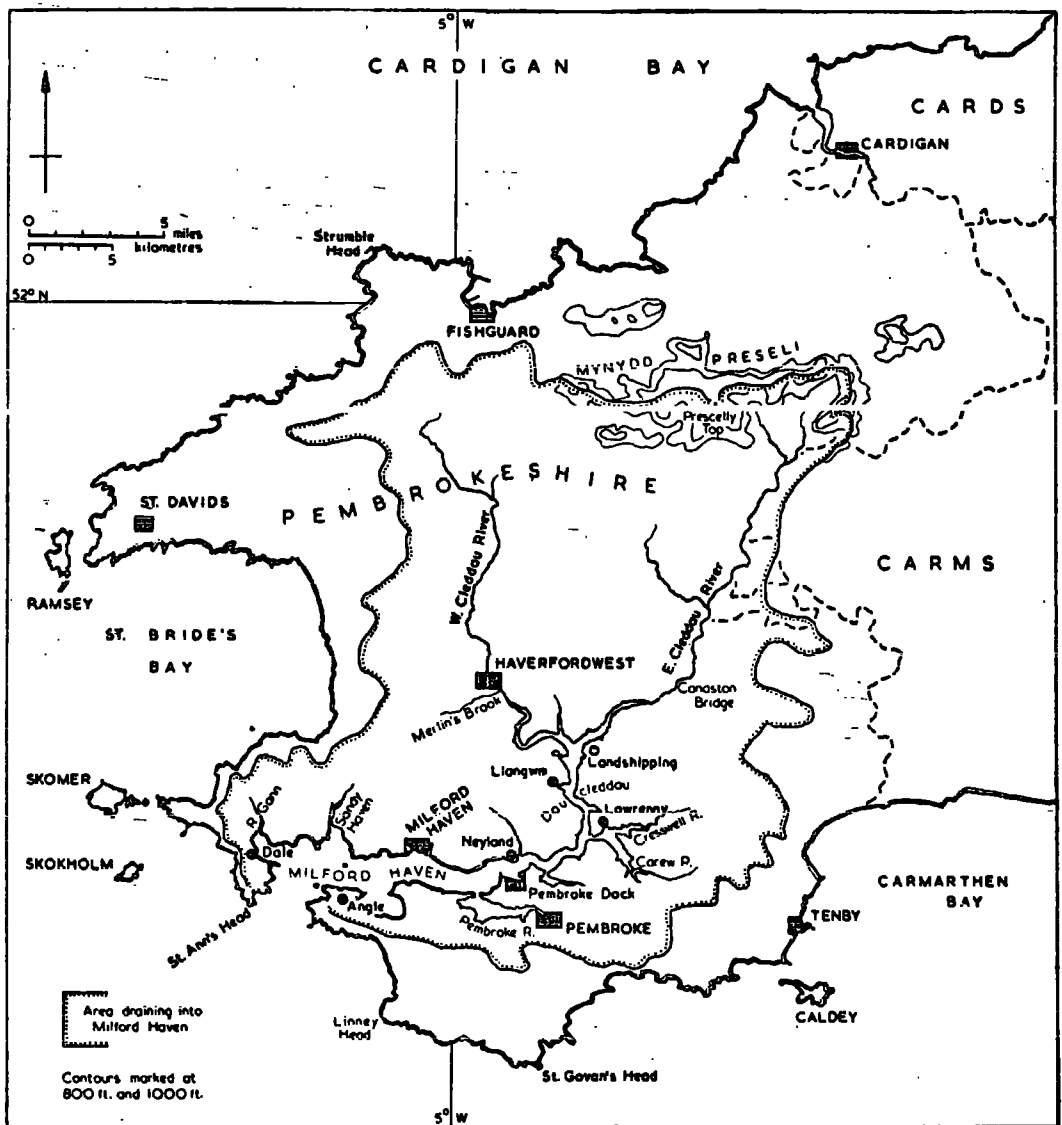 5° W
CARDIGAN BAY
CARDS
CARDIGAN
0 5 miles
kilometres
0 5
Strumble
Head
52° N
FISHGUARD
MYNYDD PRESELI
Prescelly
Top
PEMBROKESHIRE
ST. DAVIDS
RAMSEY
CARMS
W. Cleddau River
E. Cleddau River
ST. BRIDE'S
BAY
HAVERFORDWEST
Canaston
Bridge
Merlin's Brook
Landshipping
Llangwm
Dau Cleddau
SKOMER
R. Gann
Sandy
Haven
MILFORD
HAVEN
Lawrenny
Cresswell R.
Neyland
Carew R.
Dale
SKOKHOLM
MILFORD HAVEN
Pembroke Dock
CARMARTHEN
BAY
Angle
St. Ann's Head
Pembroke R.
PEMBROKE
TENBY
Area draining into
Milford Haven
Linney
Head
CALDEY
St. Govan's Head
Contours marked at
800 ft. and 1000 ft.
5° W